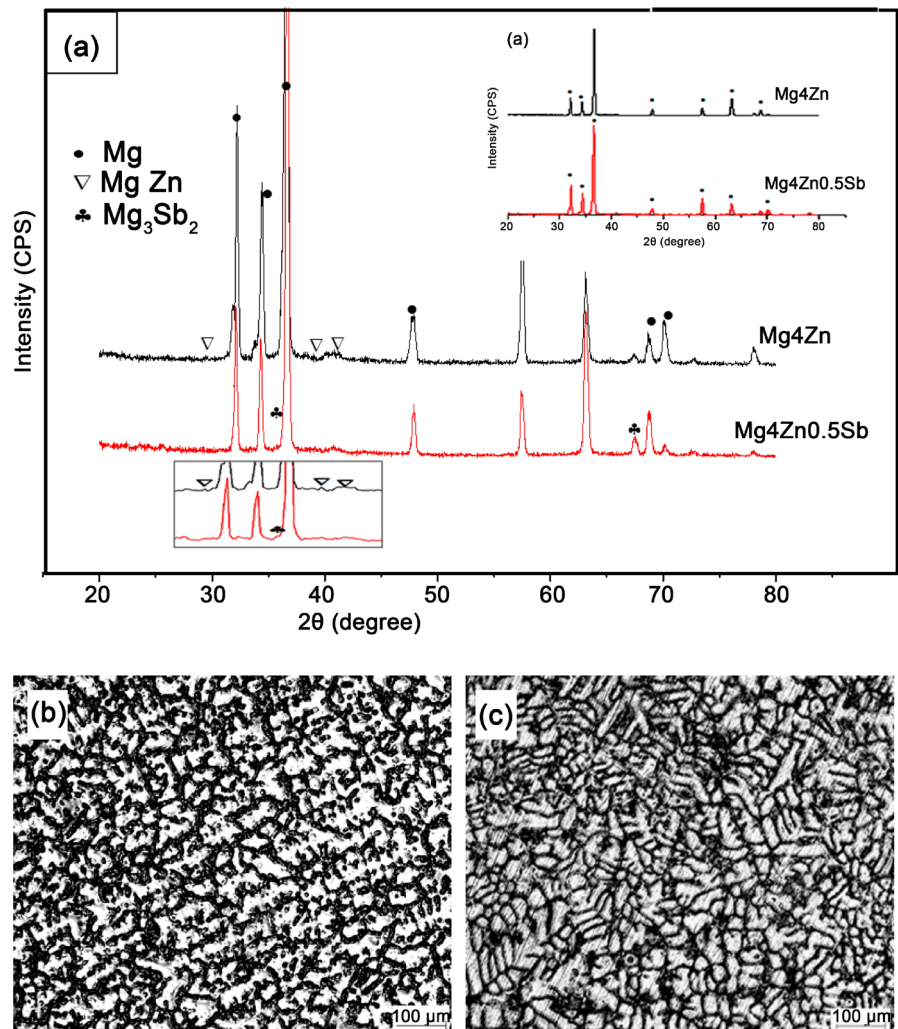 (a)
● Mg
▽ Mg Zn
♣ Mg₃Sb₂
Intensity (CPS)
Mg4Zn
Mg4Zn0.5Sb
20 30 40 50 60 70 80
2θ (degree)
(a)
Intensity (CPS)
Mg4Zn
Mg4Zn0.5Sb
20 30 40 50 60 70 80
2θ (degree)
(b)
100 µm
(c)
100 µm